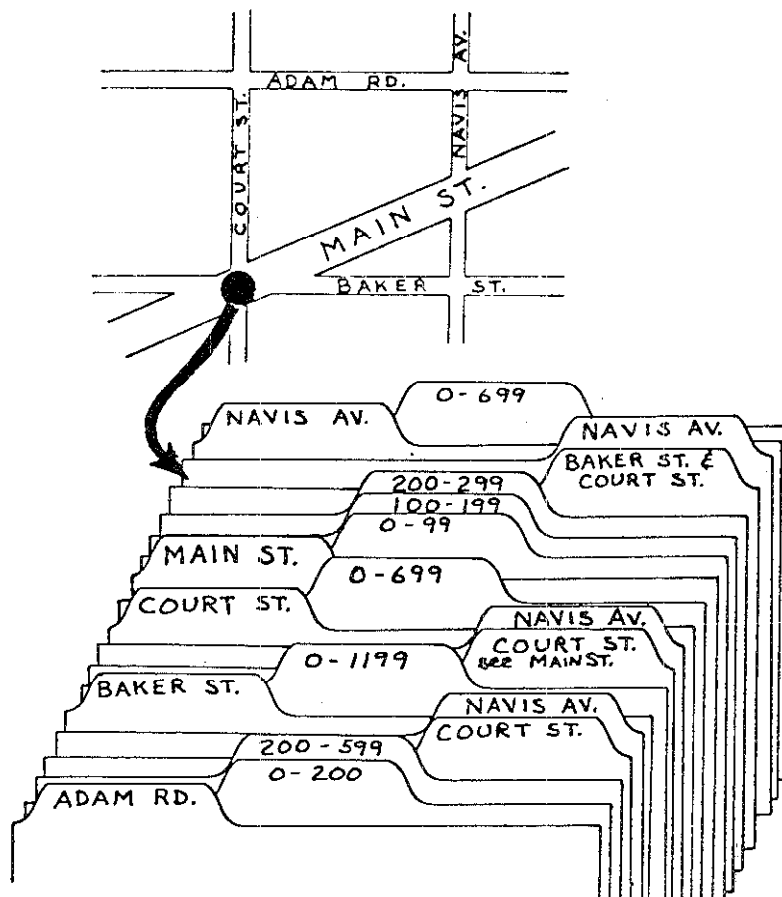 NAVIS AV.
ADAM RD.
COURT ST.
MAIN ST.
BAKER ST.
0-699
NAVIS AV.
NAVIS AV.
BAKER ST. &
COURT ST.
200-299
100-199
0-99
MAIN ST.
0-699
COURT ST.
NAVIS AV.
COURT ST.
see MAIN ST.
0-1199
BAKER ST.
NAVIS AV.
COURT ST.
200-599
0-200
ADAM RD.